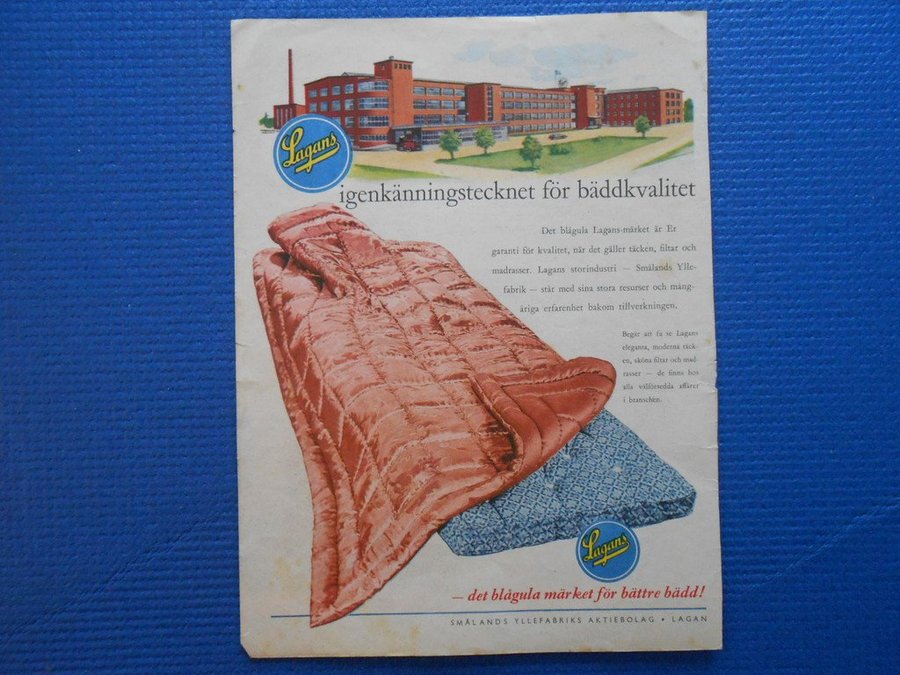 Lagans
igenkänningstecknet för bäddkvalitet
Det blågula Lagans-märket är Er
garanti för kvalitet, när det gäller täcken, filtar och
madrasser. Lagans storindustri — Smålands Ylle-
fabrik — står med sina stora resurser och mång-
åriga erfarenhet bakom tillverkningen.
Begär att få se Lagans
eleganta, moderna täck-
en, sköna filtar och mad-
rasser — de finns hos
alla välförsedda affärer
i branschen.
Lagans
— det blågula märket för bättre bädd!
SMÅLANDS YLLEFABRIKS AKTIEBOLAG • LAGAN